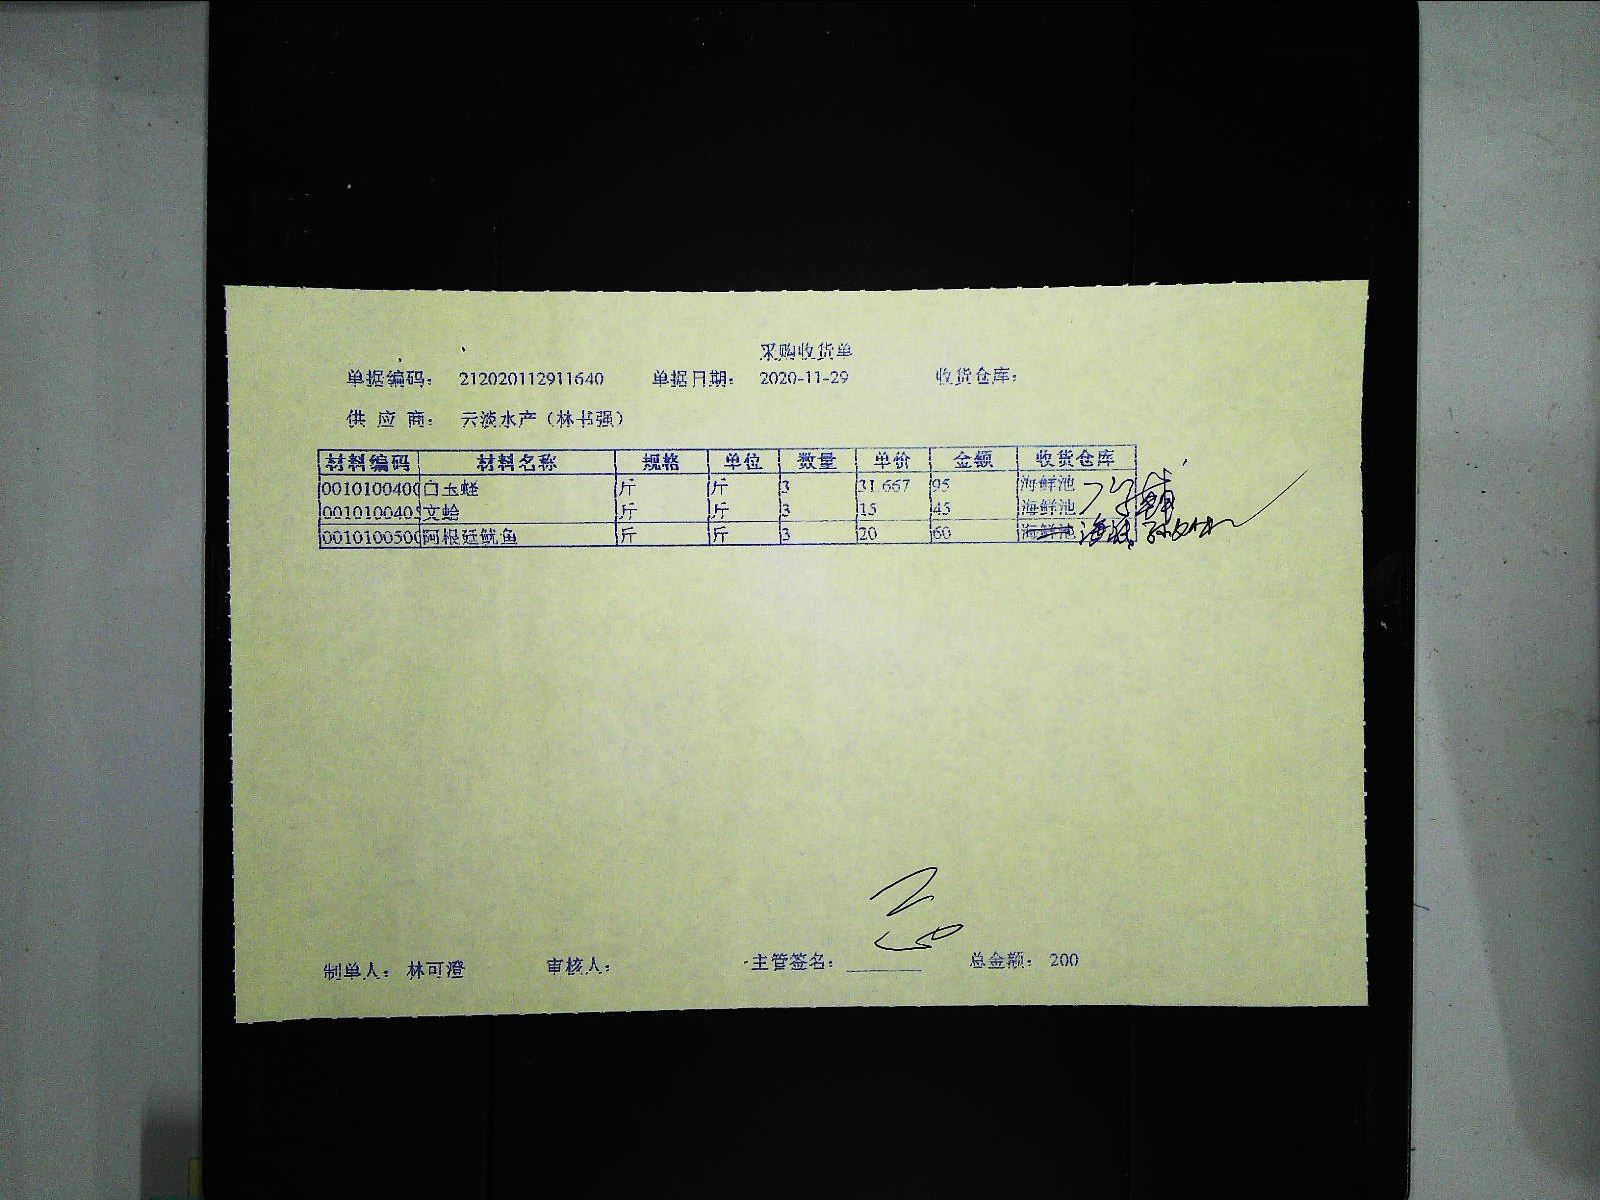 采购收货单
单据编码： 212020112911640 单据日期： 2020-11-29 收货仓库：
供 应 商： 云淡水产（林书强）
材料编码 材料名称 规格 单位 数量 单价 金额 收货仓库
0010100400 白玉蛏 斤 斤 3 31.667 95 海鲜池
001010040 文蛤 斤 斤 3 15 45 海鲜池
0010100500 阿根廷鱿鱼 斤 斤 3 20 60 海鲜池
制单人： 林可澄 审核人： 主管签名： 总金额： 200